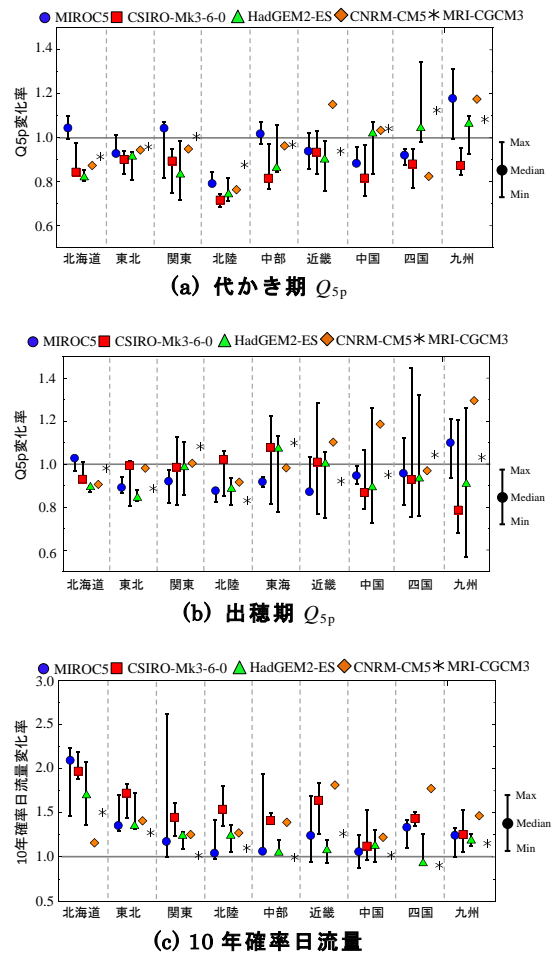 MIROC5 CSIRO-Mk3-6-0 HadGEM2-ES CNRM-CM5 MRI-CGCM3
1.4
1.2
1.0
0.8
0.6
Q5p変化率
北海道 東北 関東 北陸 中部 近畿 中国 四国 九州
Max
Median
Min
(a) 代かき期 Q5p
MIROC5 CSIRO-Mk3-6-0 HadGEM2-ES CNRM-CM5 MRI-CGCM3
1.4
1.2
1.0
0.8
0.6
Q5p変化率
北海道 東北 関東 北陸 東海 近畿 中国 四国 九州
Max
Median
Min
(b) 出穂期 Q5p
MIROC5 CSIRO-Mk3-6-0 HadGEM2-ES CNRM-CM5 MRI-CGCM3
3.0
2.5
2.0
1.5
1.0
0.5
10年確率日流量変化率
北海道 東北 関東 北陸 中部 近畿 中国 四国 九州
Max
Median
Min
(c) 10 年確率日流量